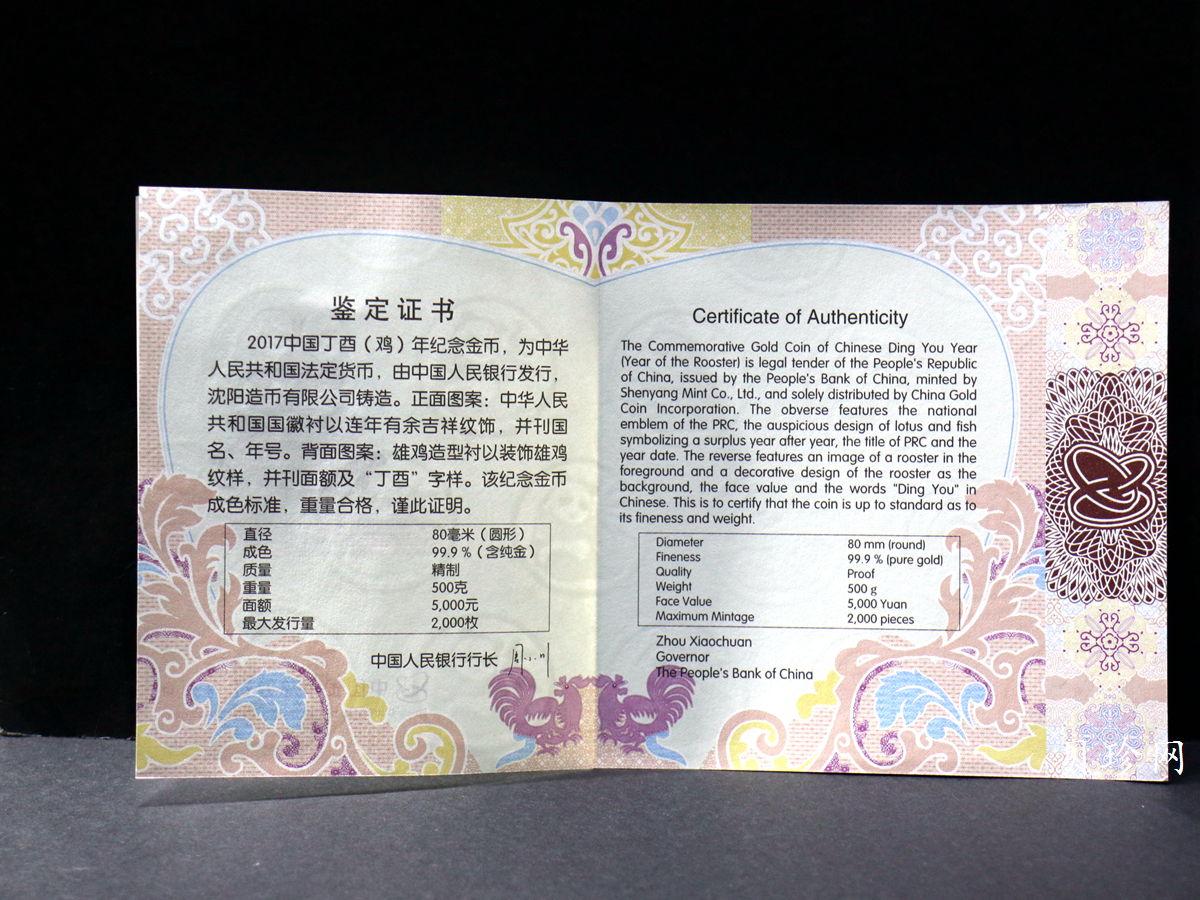 鉴定证书
2017中国丁酉（鸡）年纪念金币，为中华
人民共和国法定货币，由中国人民银行发行，
沈阳造币有限公司铸造。正面图案：中华人民
共和国国徽衬以连年有余吉祥纹饰，并刊国
名、年号。背面图案：雄鸡造型衬以装饰雄鸡
纹样，并刊面额及“丁酉”字样。该纪念金币
成色标准，重量合格，谨此证明。
直径 80毫米（圆形）
成色 99.9 %（含纯金）
质量 精制
重量 500克
面额 5,000元
最大发行量 2,000枚
中国人民银行行长
Certificate of Authenticity
The Commemorative Gold Coin of Chinese Ding You Year
(Year of the Rooster) is legal tender of the People's Republic
of China, issued by the People's Bank of China, minted by
Shenyang Mint Co., Ltd., and solely distributed by China Gold
Coin Incorporation. The obverse features the national
emblem of the PRC, the auspicious design of lotus and fish
symbolizing a surplus year after year, the title of PRC and the
year date. The reverse features an image of a rooster in the
foreground and a decorative design of the rooster as the
background, the face value and the words "Ding You" in
Chinese. This is to certify that the coin is up to standard as to
its fineness and weight.
Diameter 80 mm (round)
Fineness 99.9 % (pure gold)
Quality Proof
Weight 500 g
Face Value 5,000 Yuan
Maximum Mintage 2,000 pieces
Zhou Xiaochuan
Governor
The People's Bank of China
网